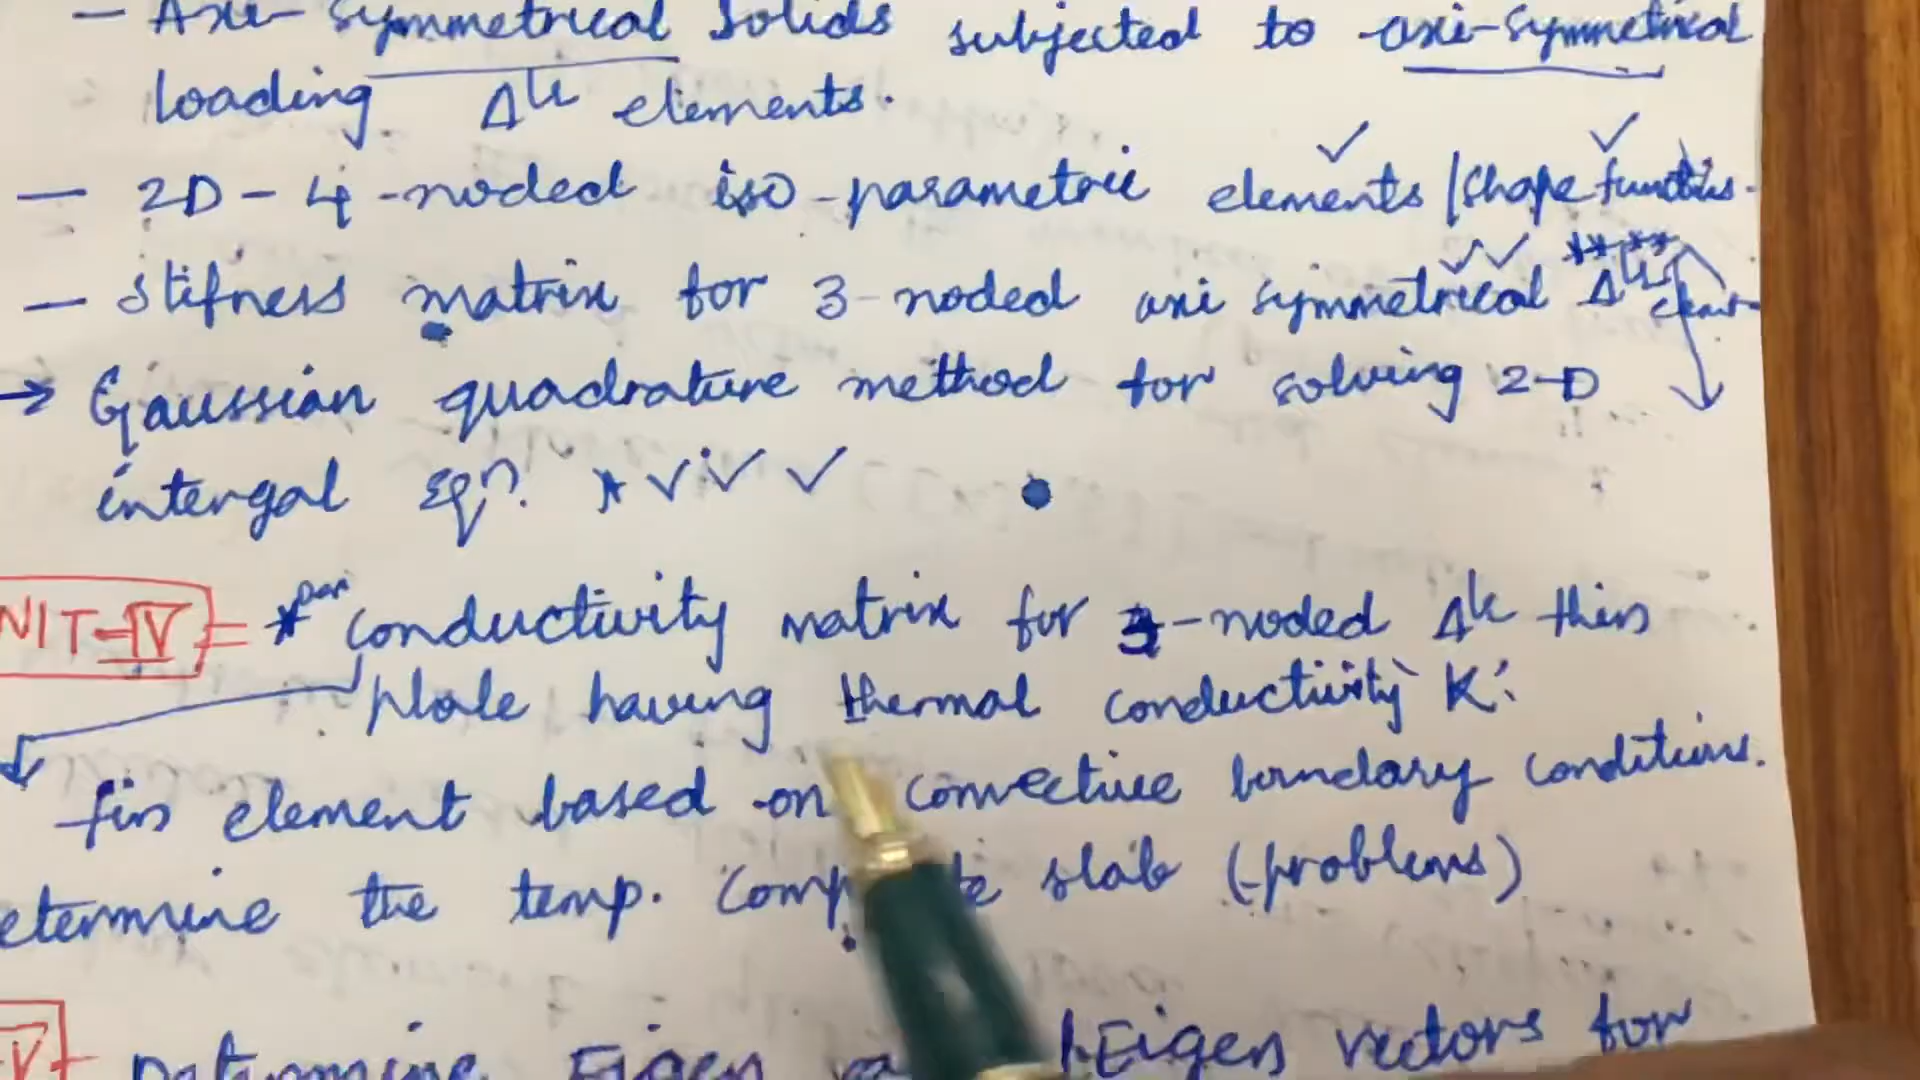 - Axi-symmetrical solids subjected to axi-symmetrical
loading Δle elements.
- 2D-4-noded iso-parametric elements / Shape functions.
- stifness matrix for 3-noded axi symmetrical Δle
→ Gaussian quadrature method for solving 2-D
intergal Eqn. * ✓ ✓ ✓
NIT-IV = * conductivity matrix for 3-noded Δle thin
plate having thermal conductivity 'K'.
fin element based on convective boundary conditions.
etermine the temp. slab (problems)
V - Determine Eigen / Eigen vectors for